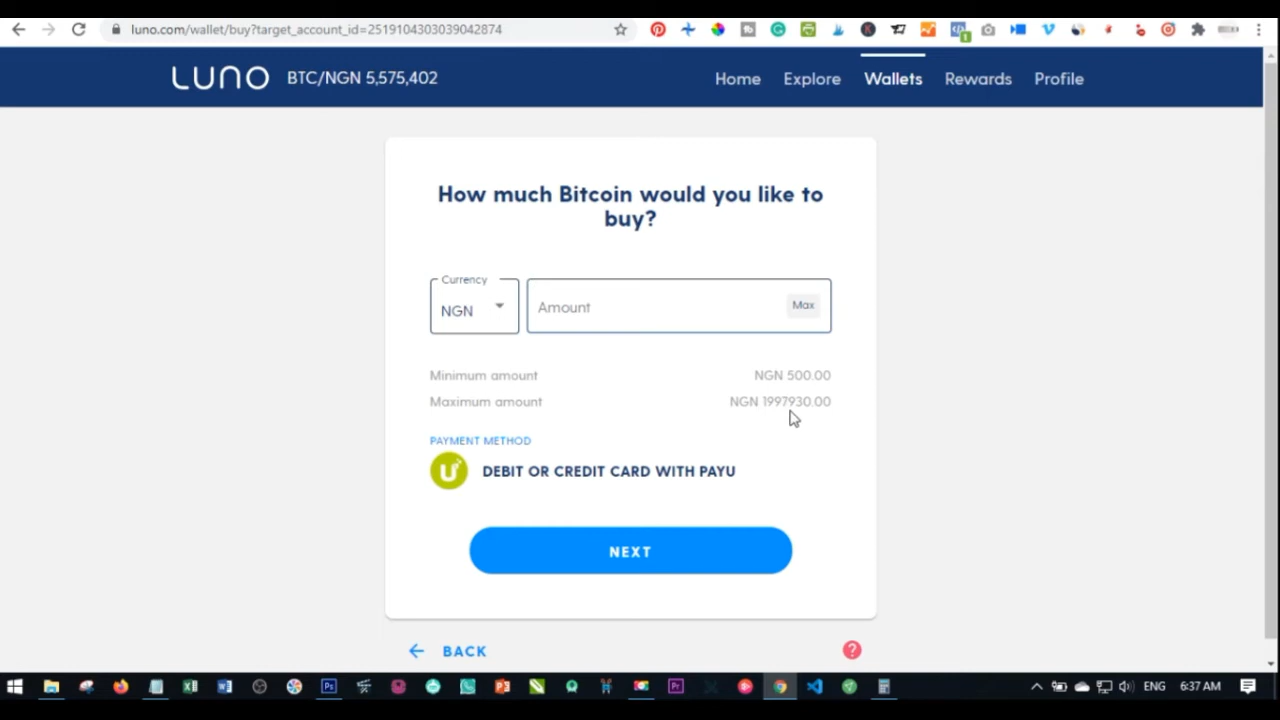 luno.com/wallet/buy?target_account_id=2519104303039042874
LUNO BTC/NGN 5,575,402 Home Explore Wallets Rewards Profile
How much Bitcoin would you like to
buy?
Currency
NGN Amount Max
Minimum amount NGN 500.00
Maximum amount NGN 1997930.00
PAYMENT METHOD
U DEBIT OR CREDIT CARD WITH PAYU
NEXT
← BACK ?
ENG 6:37 AM